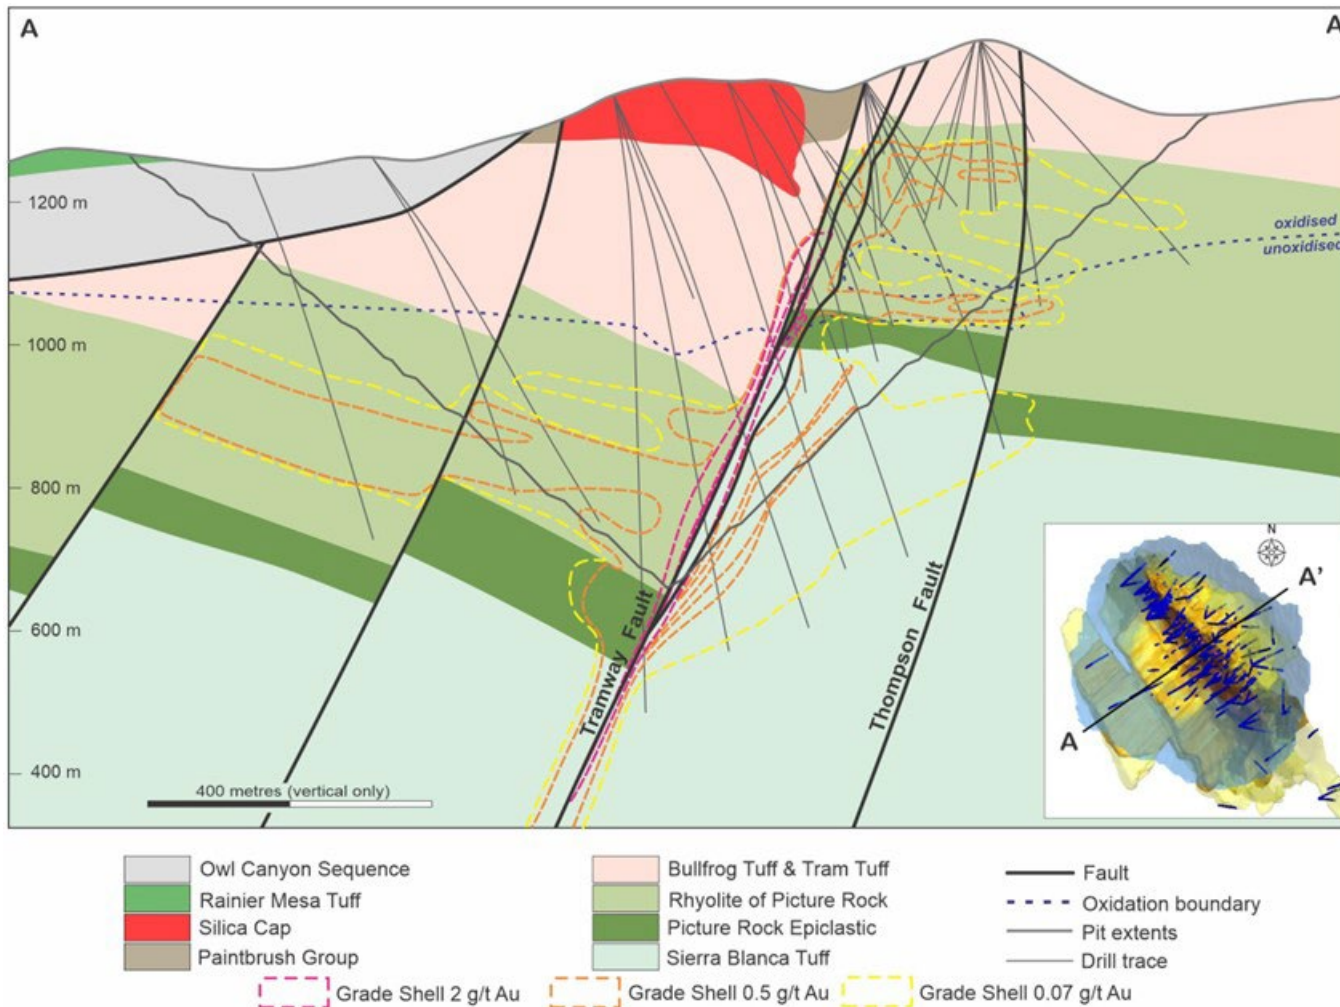 A
A
1200 m
oxidised
unoxidised
1000 m
800 m
600 m
400 m
Tramway Fault
Thompson Fault
400 metres (vertical only)
N
A'
A
Owl Canyon Sequence
Rainier Mesa Tuff
Silica Cap
Paintbrush Group
Bullfrog Tuff & Tram Tuff
Rhyolite of Picture Rock
Picture Rock Epiclastic
Sierra Blanca Tuff
Fault
Oxidation boundary
Pit extents
Drill trace
Grade Shell 2 g/t Au
Grade Shell 0.5 g/t Au
Grade Shell 0.07 g/t Au